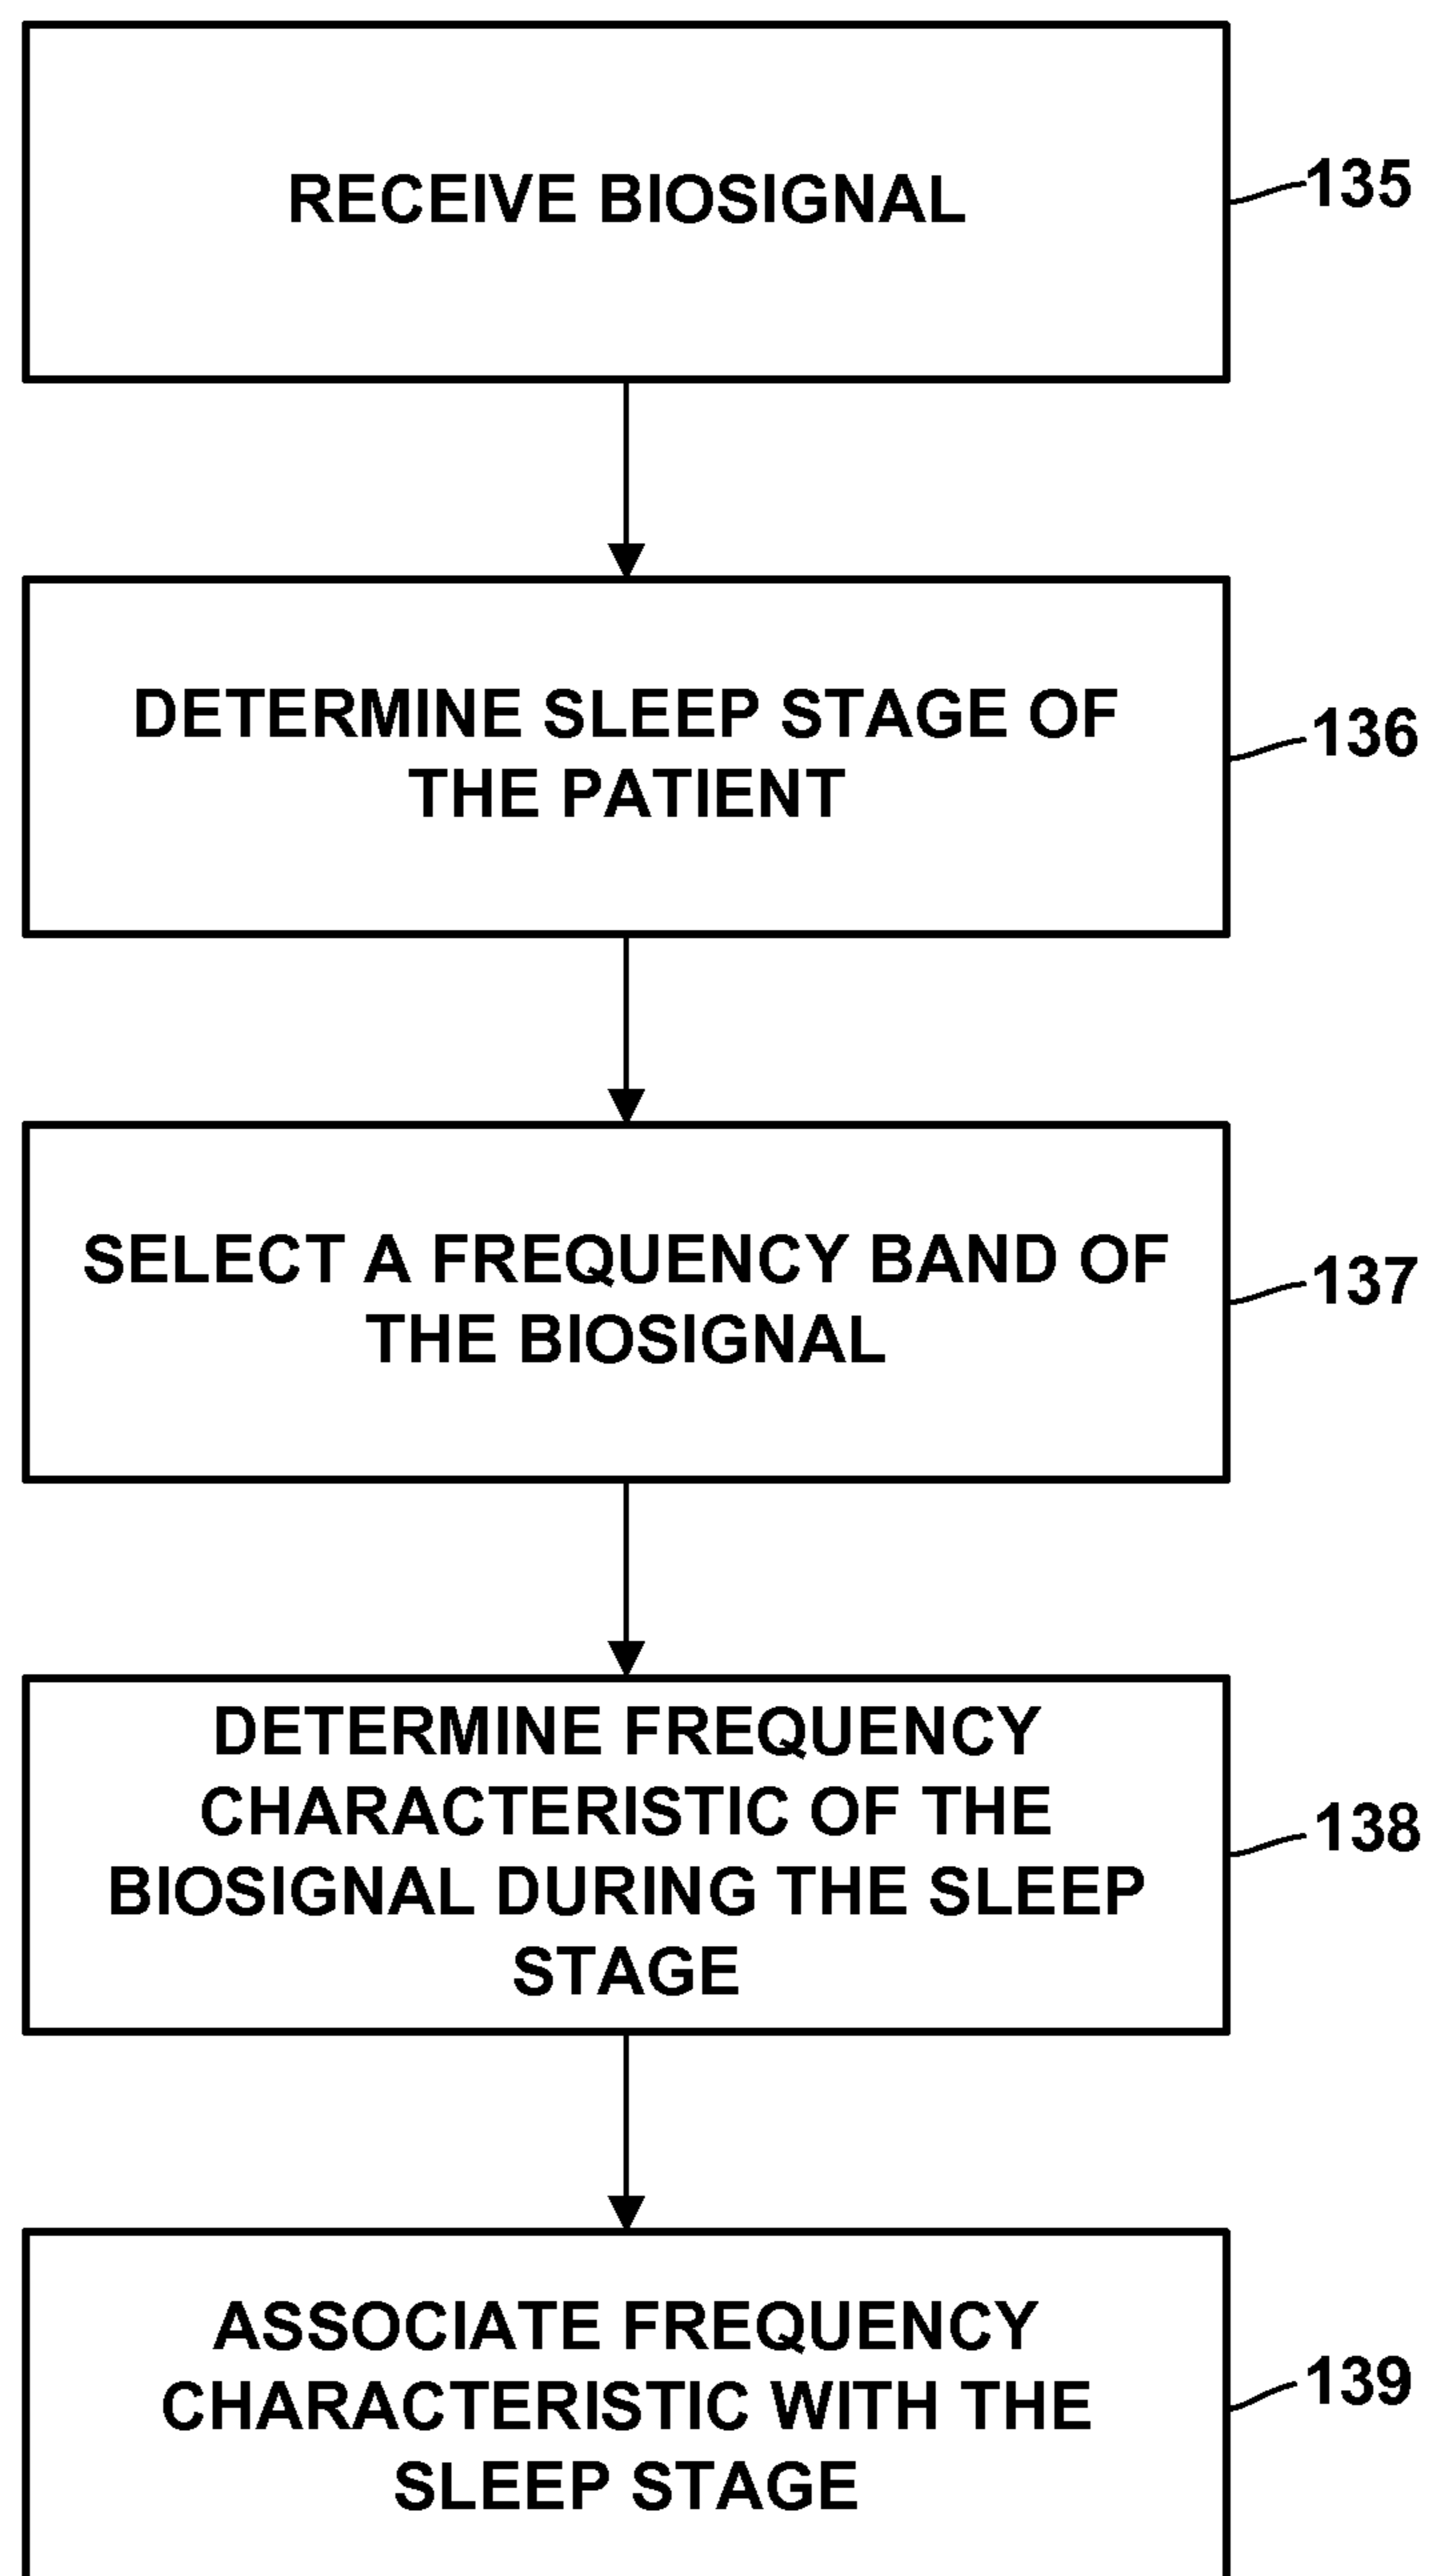 RECEIVE BIOSIGNAL
135
DETERMINE SLEEP STAGE OF
THE PATIENT
136
SELECT A FREQUENCY BAND OF
THE BIOSIGNAL
137
DETERMINE FREQUENCY
CHARACTERISTIC OF THE
BIOSIGNAL DURING THE SLEEP
STAGE
138
ASSOCIATE FREQUENCY
CHARACTERISTIC WITH THE
SLEEP STAGE
139